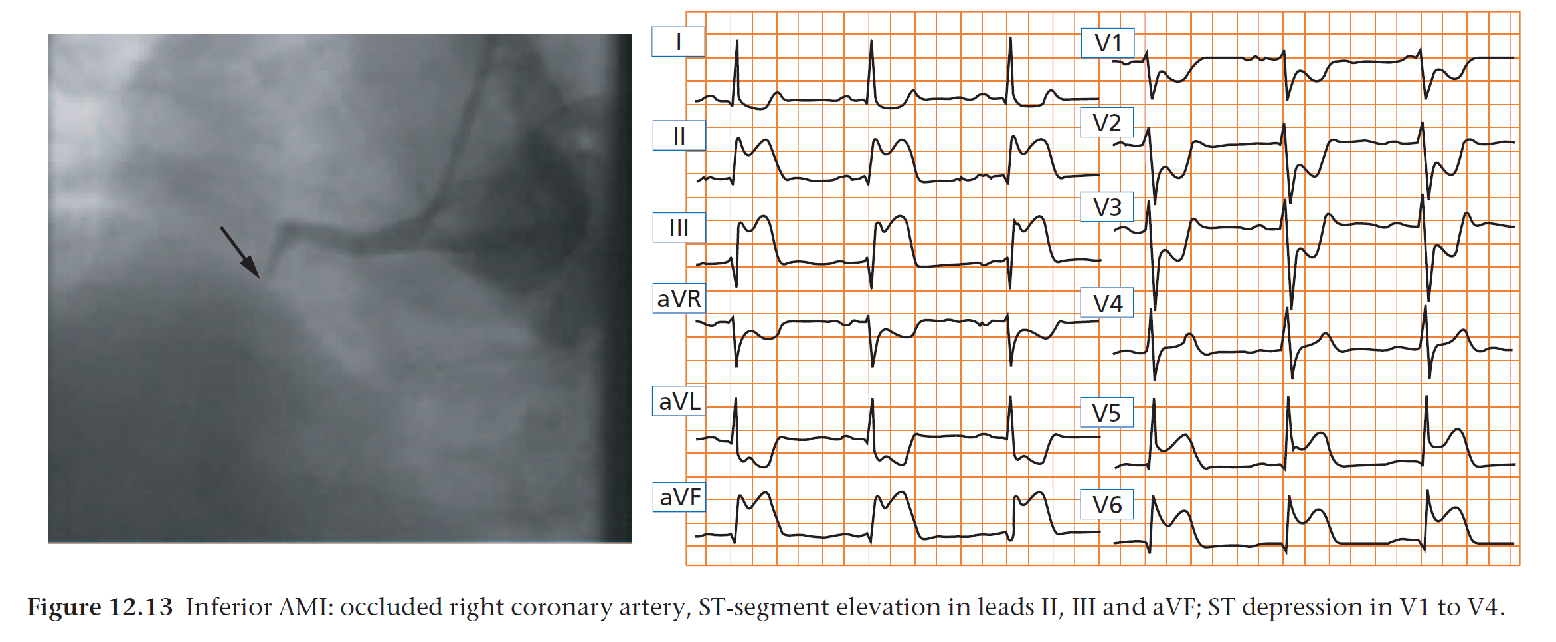 I
II
III
aVR
aVL
aVF
V1
V2
V3
V4
V5
V6
Figure 12.13 Inferior AMI: occluded right coronary artery, ST-segment elevation in leads II, III and aVF; ST depression in V1 to V4.